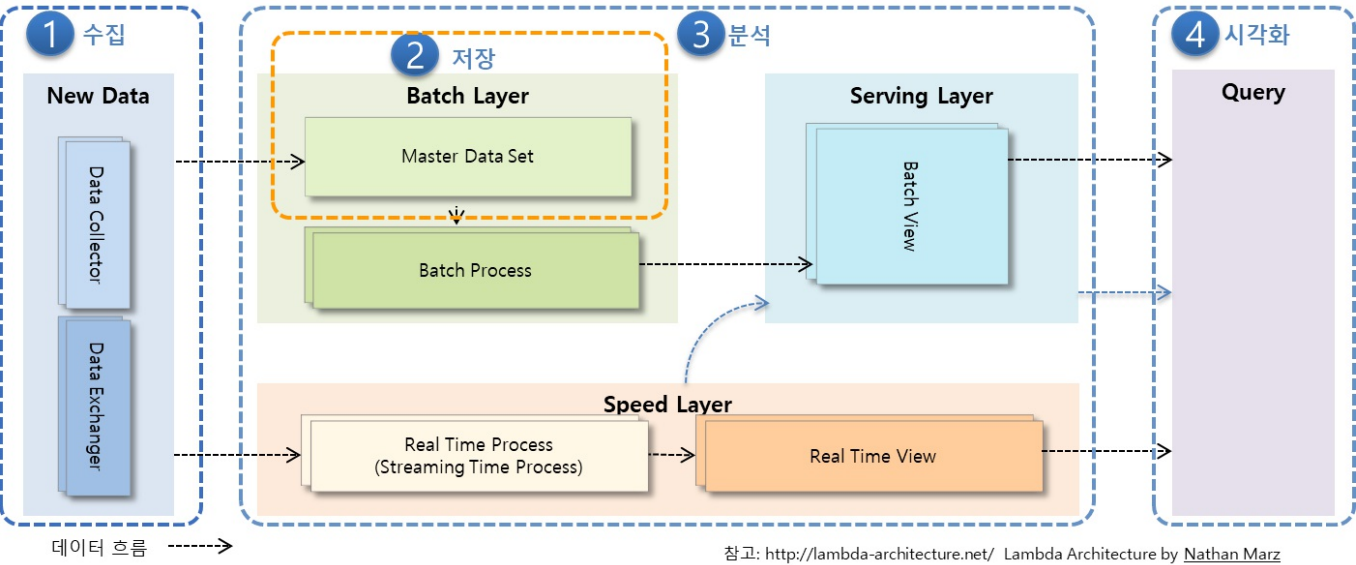 1 수집
2 저장
3 분석
4 시각화
New Data
Data Collector
Data Exchanger
Batch Layer
Master Data Set
Batch Process
Serving Layer
Batch View
Speed Layer
Real Time Process
(Streaming Time Process)
Real Time View
Query
데이터 흐름
참고: http://lambda-architecture.net/ Lambda Architecture by Nathan Marz